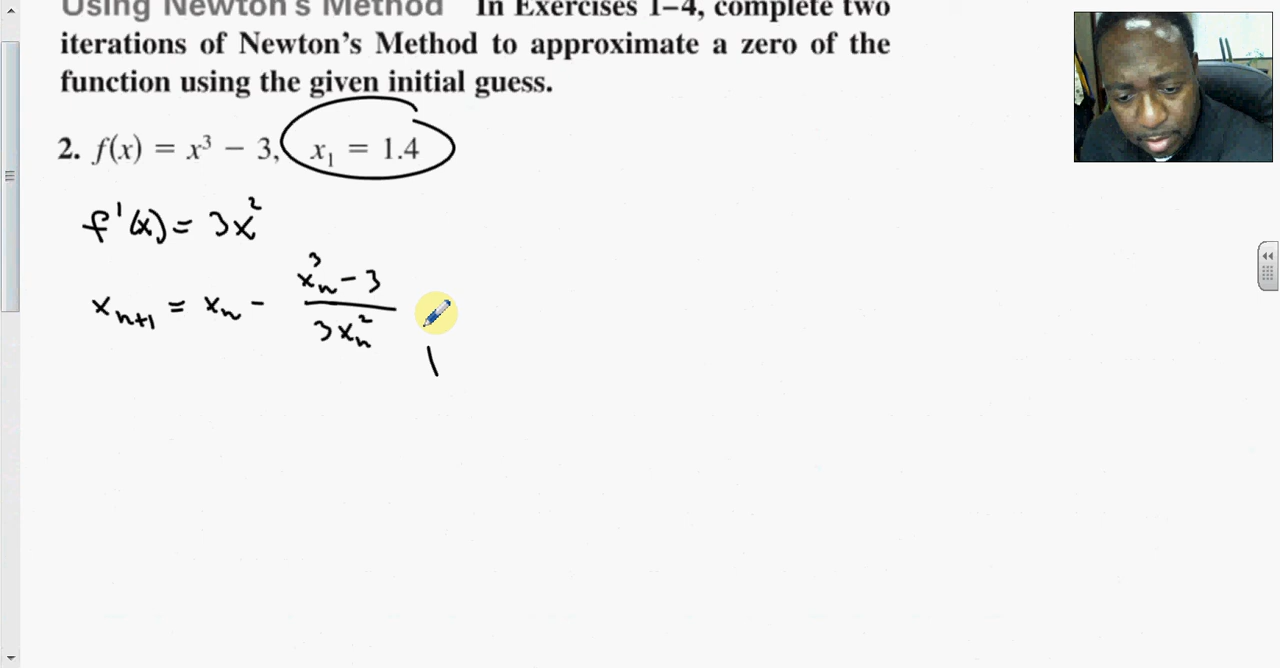 Using Newton's Method In Exercises 1–4, complete two
iterations of Newton's Method to approximate a zero of the
function using the given initial guess.
2. f(x) = x³ − 3, x₁ = 1.4
f'(x) = 3x²
xₙ₊₁ = xₙ − (xₙ³ − 3) / (3xₙ²)